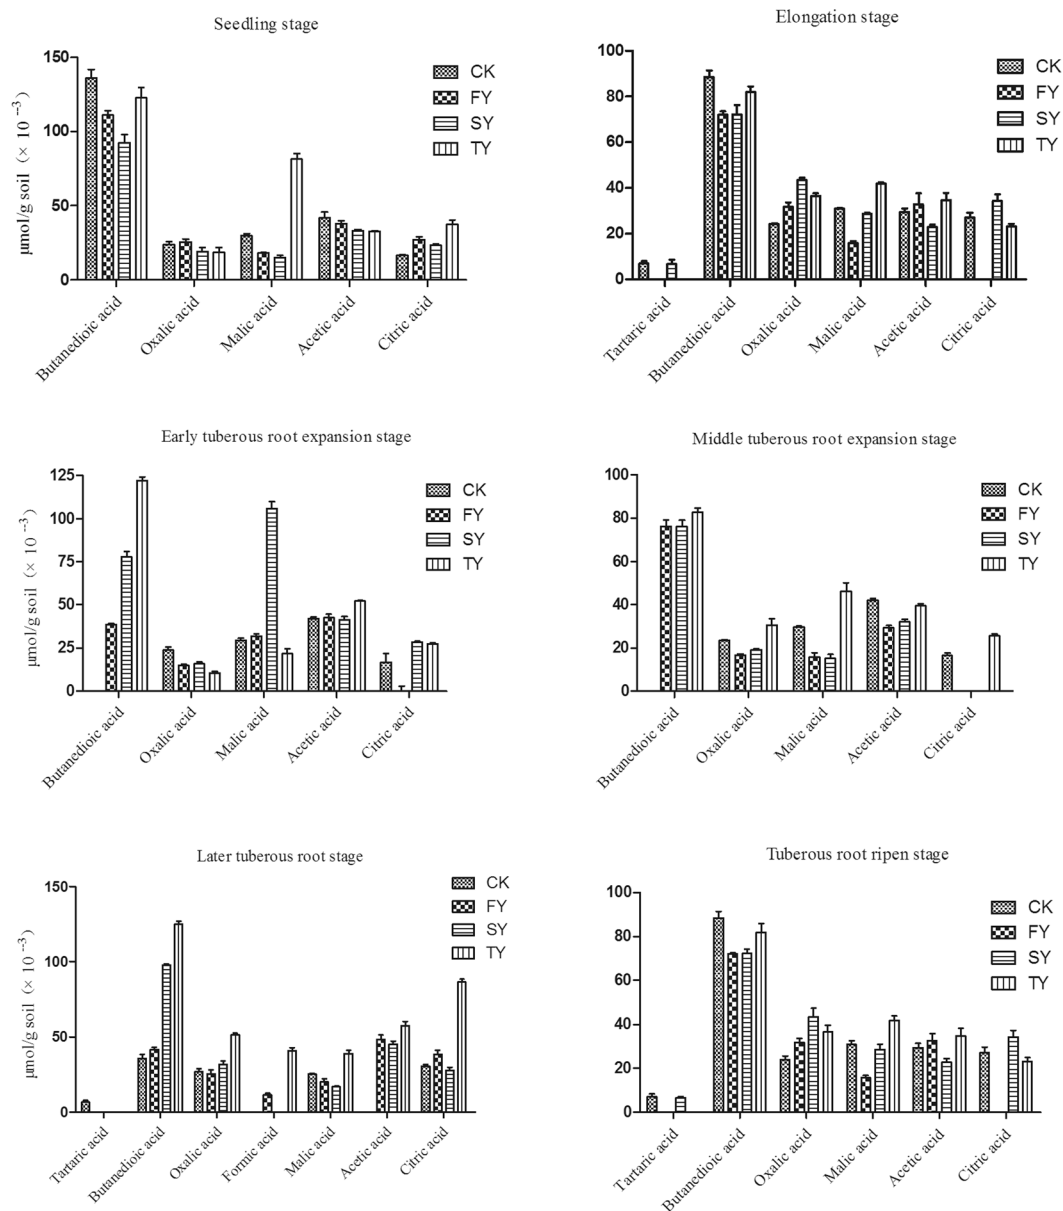 Seedling stage
μmol/g soil (× 10 ⁻³)
150
100
50
0
CK
FY
SY
TY
Butanedioic acid
Oxalic acid
Malic acid
Acetic acid
Citric acid
Elongation stage
100
80
60
40
20
0
CK
FY
SY
TY
Tartaric acid
Butanedioic acid
Oxalic acid
Malic acid
Acetic acid
Citric acid
Early tuberous root expansion stage
μmol/g soil (× 10 ⁻³)
125
100
75
50
25
0
CK
FY
SY
TY
Butanedioic acid
Oxalic acid
Malic acid
Acetic acid
Citric acid
Middle tuberous root expansion stage
100
80
60
40
20
0
CK
FY
SY
TY
Butanedioic acid
Oxalic acid
Malic acid
Acetic acid
Citric acid
Later tuberous root stage
μmol/g soil (× 10 ⁻³)
150
100
50
0
CK
FY
SY
TY
Tartaric acid
Butanedioic acid
Oxalic acid
Formic acid
Malic acid
Acetic acid
Citric acid
Tuberous root ripen stage
100
80
60
40
20
0
CK
FY
SY
TY
Tartaric acid
Butanedioic acid
Oxalic acid
Malic acid
Acetic acid
Citric acid